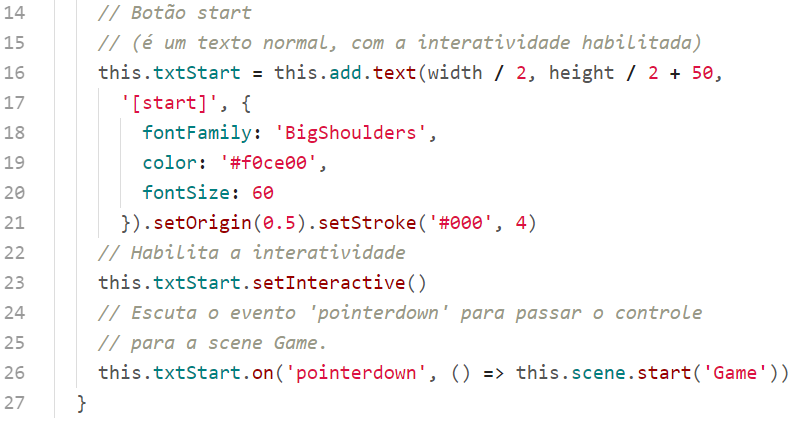 14 // Botão start
15 // (é um texto normal, com a interatividade habilitada)
16 this.txtStart = this.add.text(width / 2, height / 2 + 50,
17 '[start]', {
18 fontFamily: 'BigShoulders',
19 color: '#f0ce00',
20 fontSize: 60
21 }).setOrigin(0.5).setStroke('#000', 4)
22 // Habilita a interatividade
23 this.txtStart.setInteractive()
24 // Escuta o evento 'pointerdown' para passar o controle
25 // para a scene Game.
26 this.txtStart.on('pointerdown', () => this.scene.start('Game'))
27 }